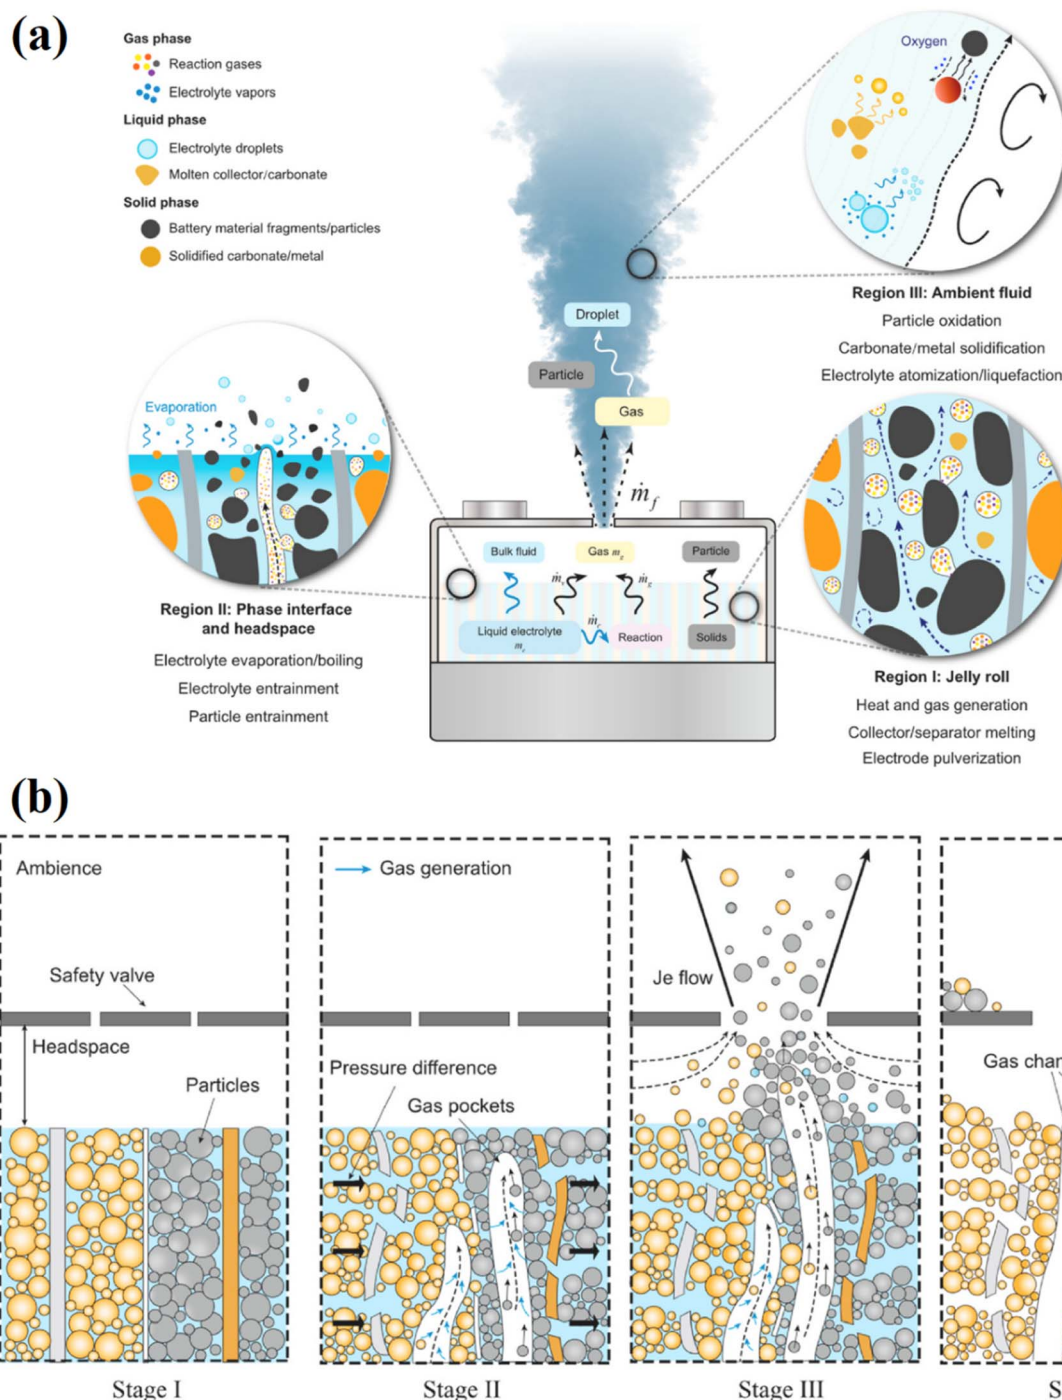 (a)
Gas phase
Reaction gases
Electrolyte vapors
Liquid phase
Electrolyte droplets
Molten collector/carbonate
Solid phase
Battery material fragments/particles
Solidified carbonate/metal
Oxygen
Region III: Ambient fluid
Particle oxidation
Carbonate/metal solidification
Electrolyte atomization/liquefaction
Droplet
Particle
Gas
ṁf
Evaporation
Region II: Phase interface
and headspace
Electrolyte evaporation/boiling
Electrolyte entrainment
Particle entrainment
Bulk fluid
Gas mg
Particle
ṁe
ṁg
Liquid electrolyte
ṁr
Reaction
Solids
Region I: Jelly roll
Heat and gas generation
Collector/separator melting
Electrode pulverization
(b)
Ambience
Safety valve
Headspace
Particles
Stage I
Gas generation
Pressure difference
Gas pockets
Stage II
Je flow
Stage III
Gas char
S